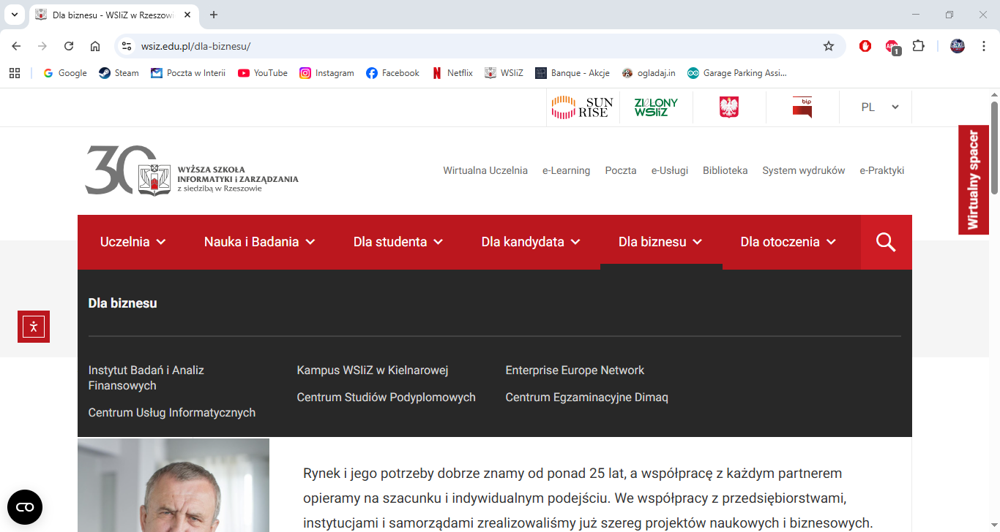 Dla biznesu - WSIiZ w Rzeszowi
wsiz.edu.pl/dla-biznesu/
ABP
1
Google
Steam
Poczta w Interii
YouTube
Instagram
Facebook
Netflix
WSIiZ
Banque - Akcje
ogladaj.in
Garage Parking Assi...
SUN
RISE
ZIELONY
WSIiZ
bip
PL
Wirtualny spacer
30
WYŻSZA SZKOŁA
INFORMATYKI i ZARZĄDZANIA
z siedzibą w Rzeszowie
Wirtualna Uczelnia
e-Learning
Poczta
e-Usługi
Biblioteka
System wydruków
e-Praktyki
Uczelnia
Nauka i Badania
Dla studenta
Dla kandydata
Dla biznesu
Dla otoczenia
Dla biznesu
Instytut Badań i Analiz
Finansowych
Centrum Usług Informatycznych
Kampus WSIiZ w Kielnarowej
Centrum Studiów Podyplomowych
Enterprise Europe Network
Centrum Egzaminacyjne Dimaq
Rynek i jego potrzeby dobrze znamy od ponad 25 lat, a współpracę z każdym partnerem
opieramy na szacunku i indywidualnym podejściu. We współpracy z przedsiębiorstwami,
instytucjami i samorządami zrealizowaliśmy już szereg projektów naukowych i biznesowych.